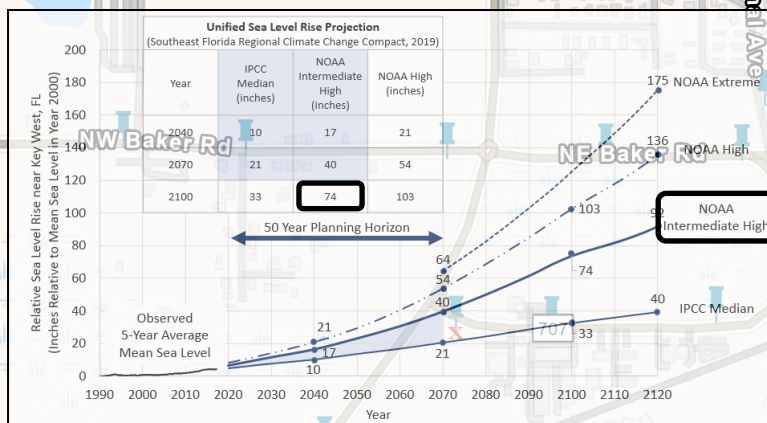 Unified Sea Level Rise Projection
(Southeast Florida Regional Climate Change Compact, 2019)
Year
IPCC
Median
(inches)
NOAA
Intermediate
High
(inches)
NOAA High
(inches)
2040 10 17 21
2070 21 40 54
2100 33 74 103
50 Year Planning Horizon
Relative Sea Level Rise near Key West, FL
(Inches Relative to Mean Sea Level in Year 2000)
200
180
160
140
120
100
80
60
40
20
0
175 NOAA Extreme
136 NOAA High
92 NOAA
Intermediate High
40 IPCC Median
103
74
33
64
54
40
21
21
17
10
Observed
5-Year Average
Mean Sea Level
1990 2000 2010 2020 2030 2040 2050 2060 2070 2080 2090 2100 2110 2120
Year
NW Baker Rd
NE Baker Rd
707
X
Ave